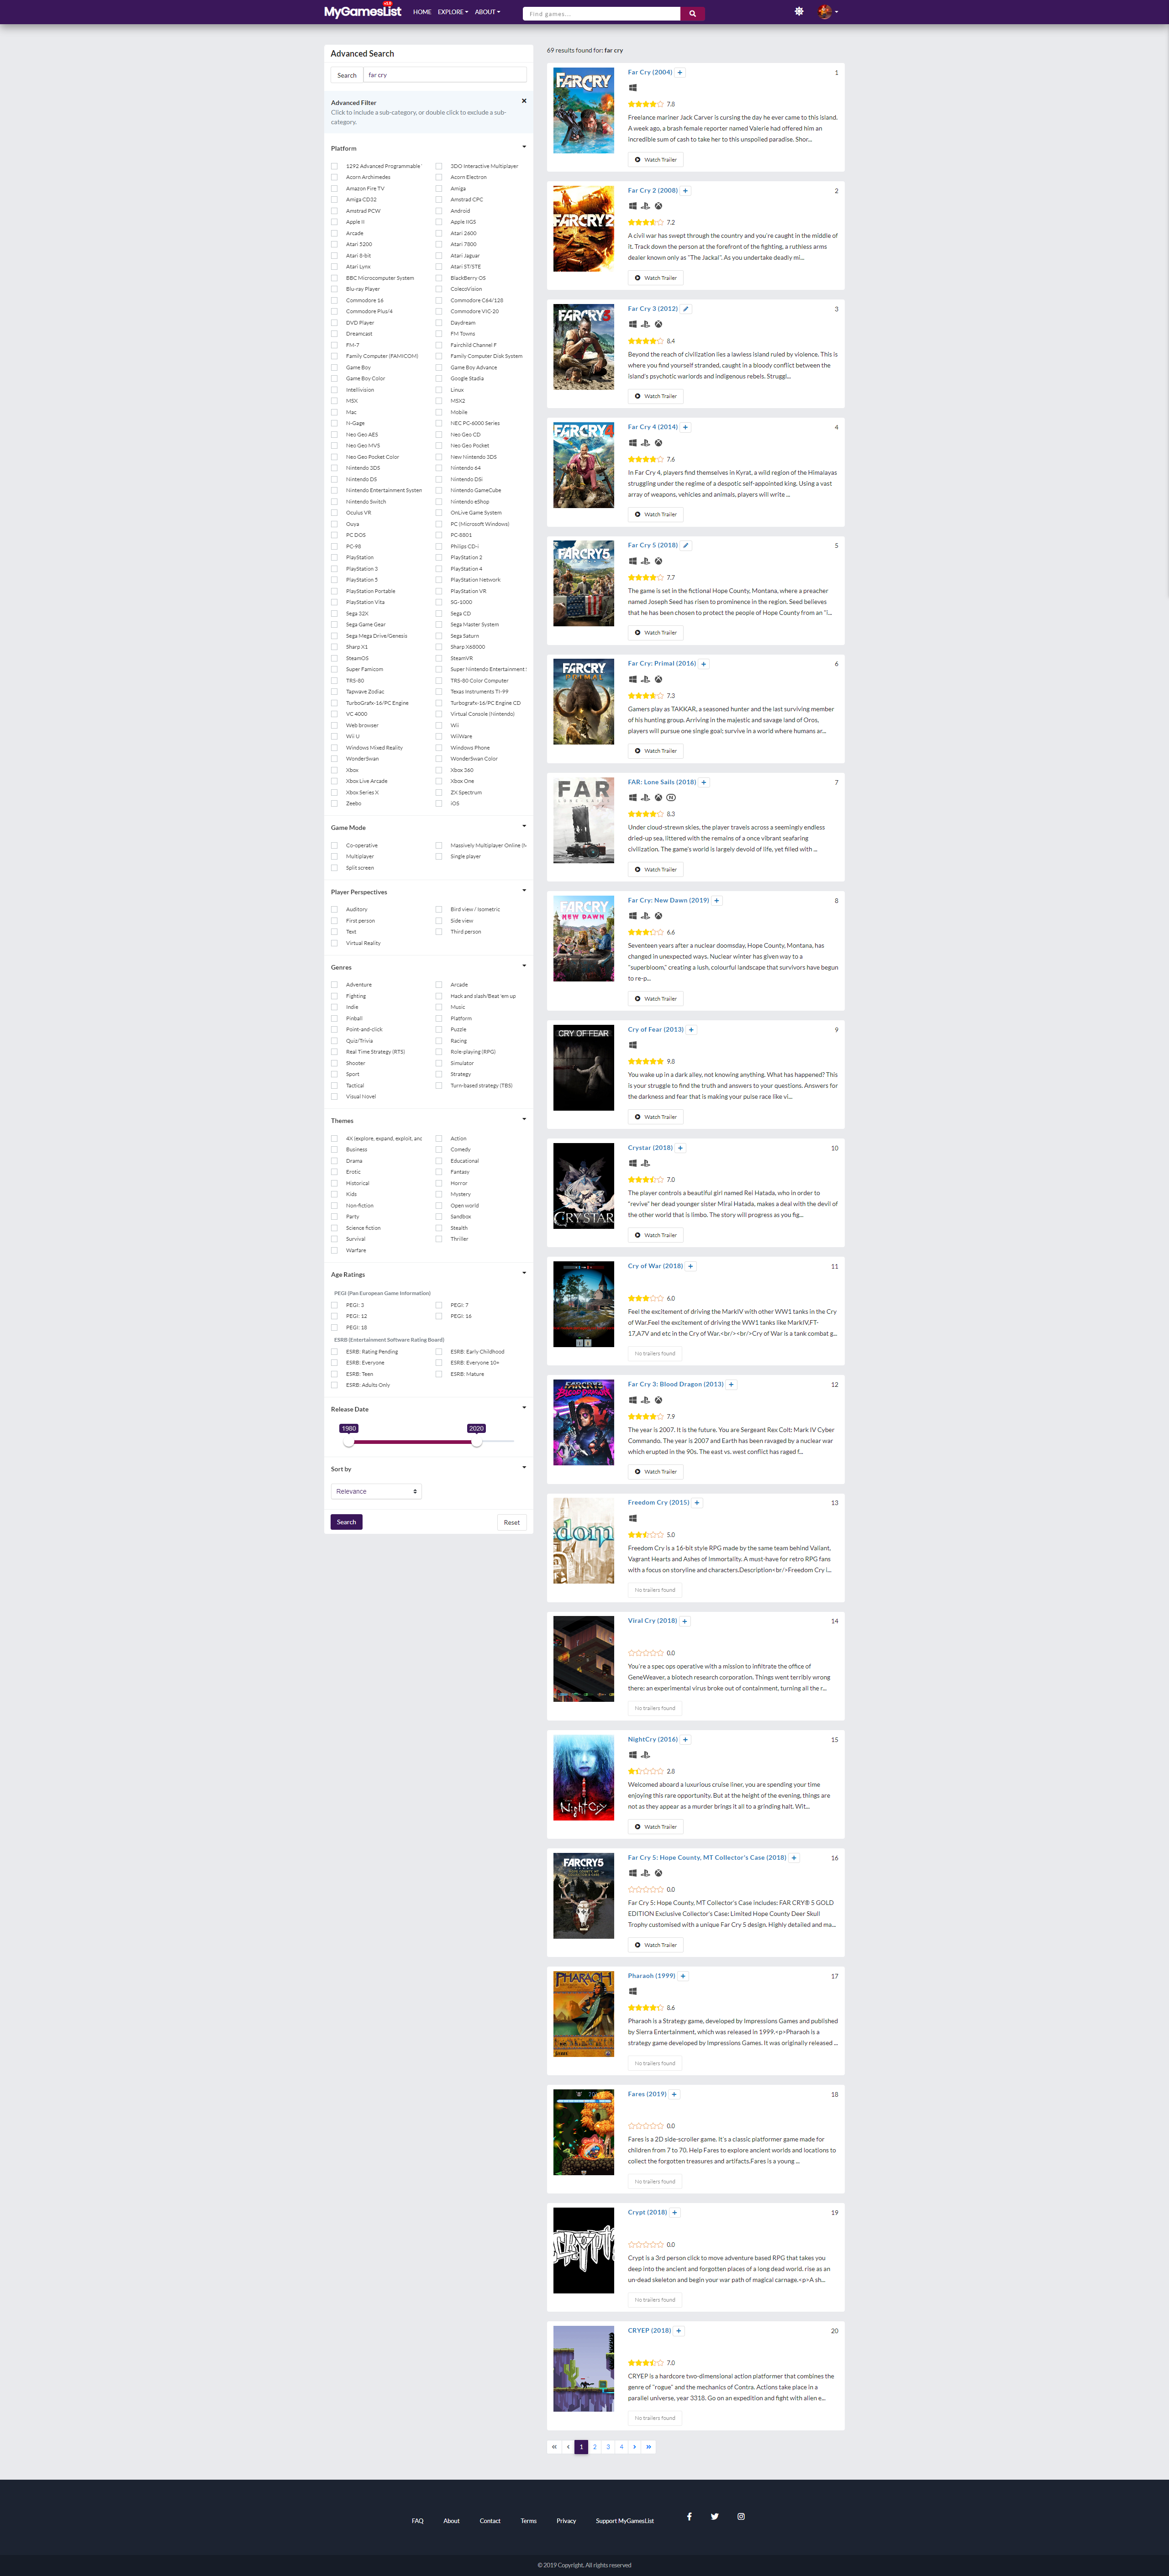 MyGamesList
HOME EXPLORE ABOUT
Find games...
Advanced Search
Search far cry
Advanced Filter
Click to include a sub-category, or double click to exclude a sub-
category.
Platform
1292 Advanced Programmable 3DO Interactive Multiplayer
Acorn Archimedes Acorn Electron
Amazon Fire TV Amiga
Amiga CD32 Amstrad CPC
Amstrad PCW Android
Apple II Apple IIGS
Arcade Atari 2600
Atari 5200 Atari 7800
Atari 8-bit Atari Jaguar
Atari Lynx Atari ST/STE
BBC Microcomputer System BlackBerry OS
Blu-ray Player ColecoVision
Commodore 16 Commodore C64/128
Commodore Plus/4 Commodore VIC-20
DVD Player Daydream
Dreamcast FM Towns
FM-7 Fairchild Channel F
Family Computer (FAMICOM) Family Computer Disk System
Game Boy Game Boy Advance
Game Boy Color Google Stadia
Intellivision Linux
MSX MSX2
Mac Mobile
N-Gage NEC PC-6000 Series
Neo Geo AES Neo Geo CD
Neo Geo MVS Neo Geo Pocket
Neo Geo Pocket Color New Nintendo 3DS
Nintendo 3DS Nintendo 64
Nintendo DS Nintendo DSi
Nintendo Entertainment System Nintendo GameCube
Nintendo Switch Nintendo eShop
Oculus VR OnLive Game System
Ouya PC (Microsoft Windows)
PC DOS PC-8801
PC-98 Philips CD-i
PlayStation PlayStation 2
PlayStation 3 PlayStation 4
PlayStation 5 PlayStation Network
PlayStation Portable PlayStation VR
PlayStation Vita SG-1000
Sega 32X Sega CD
Sega Game Gear Sega Master System
Sega Mega Drive/Genesis Sega Saturn
Sharp X1 Sharp X68000
SteamOS SteamVR
Super Famicom Super Nintendo Entertainment
TRS-80 TRS-80 Color Computer
Tapwave Zodiac Texas Instruments TI-99
TurboGrafx-16/PC Engine Turbografx-16/PC Engine CD
VC 4000 Virtual Console (Nintendo)
Web browser Wii
Wii U WiiWare
Windows Mixed Reality Windows Phone
WonderSwan WonderSwan Color
Xbox Xbox 360
Xbox Live Arcade Xbox One
Xbox Series X ZX Spectrum
Zeebo iOS
Game Mode
Co-operative Massively Multiplayer Online (M
Multiplayer Single player
Split screen
Player Perspectives
Auditory Bird view / Isometric
First person Side view
Text Third person
Virtual Reality
Genres
Adventure Arcade
Fighting Hack and slash/Beat 'em up
Indie Music
Pinball Platform
Point-and-click Puzzle
Quiz/Trivia Racing
Real Time Strategy (RTS) Role-playing (RPG)
Shooter Simulator
Sport Strategy
Tactical Turn-based strategy (TBS)
Visual Novel
Themes
4X (explore, expand, exploit, and Action
Business Comedy
Drama Educational
Erotic Fantasy
Historical Horror
Kids Mystery
Non-fiction Open world
Party Sandbox
Science fiction Stealth
Survival Thriller
Warfare
Age Ratings
PEGI (Pan European Game Information)
PEGI: 3 PEGI: 7
PEGI: 12 PEGI: 16
PEGI: 18
ESRB (Entertainment Software Rating Board)
ESRB: Rating Pending ESRB: Early Childhood
ESRB: Everyone ESRB: Everyone 10+
ESRB: Teen ESRB: Mature
ESRB: Adults Only
Release Date
1980 2020
Sort by
Relevance
Search Reset
69 results found for: far cry
FARCRY
Far Cry (2004) 1
7.8
Freelance mariner Jack Carver is cursing the day he ever came to this island.
A week ago, a brash female reporter named Valerie had offered him an
incredible sum of cash to take her to this unspoiled paradise. Shor...
Watch Trailer
FARCRY2
Far Cry 2 (2008) 2
7.2
A civil war has swept through the country and you're caught in the middle of
it. Track down the person at the forefront of the fighting, a ruthless arms
dealer known only as "The Jackal". As you undertake deadly mi...
Watch Trailer
FARCRY3
Far Cry 3 (2012) 3
8.4
Beyond the reach of civilization lies a lawless island ruled by violence. This is
where you find yourself stranded, caught in a bloody conflict between the
island's psychotic warlords and indigenous rebels. Struggl...
Watch Trailer
FARCRY4
Far Cry 4 (2014) 4
7.6
In Far Cry 4, players find themselves in Kyrat, a wild region of the Himalayas
struggling under the regime of a despotic self-appointed king. Using a vast
array of weapons, vehicles and animals, players will write ...
Watch Trailer
FARCRY5
Far Cry 5 (2018) 5
7.7
The game is set in the fictional Hope County, Montana, where a preacher
named Joseph Seed has risen to prominence in the region. Seed believes
that he has been chosen to protect the people of Hope County from an "I...
Watch Trailer
FARCRY
PRIMAL
Far Cry: Primal (2016) 6
7.3
Gamers play as TAKKAR, a seasoned hunter and the last surviving member
of his hunting group. Arriving in the majestic and savage land of Oros,
players will pursue one single goal; survive in a world where humans ar...
Watch Trailer
FAR
LONE SAILS
FAR: Lone Sails (2018) 7
8.3
Under cloud-strewn skies, the player travels across a seemingly endless
dried-up sea, littered with the remains of a once vibrant seafaring
civilization. The game's world is largely devoid of life, yet filled with ...
Watch Trailer
FARCRY
NEW DAWN
Far Cry: New Dawn (2019) 8
6.6
Seventeen years after a nuclear doomsday, Hope County, Montana, has
changed in unexpected ways. Nuclear winter has given way to a
"superbloom," creating a lush, colourful landscape that survivors have begun
to re-p...
Watch Trailer
CRY OF FEAR
Cry of Fear (2013) 9
9.8
You wake up in a dark alley, not knowing anything. What has happened? This
is your struggle to find the truth and answers to your questions. Answers for
the darkness and fear that is making your pulse race like vi...
Watch Trailer
CRYSTAR
Crystar (2018) 10
7.0
The player controls a beautiful girl named Rei Hatada, who in order to
"revive" her dead younger sister Mirai Hatada, makes a deal with the devil of
the other world that is limbo. The story will progress as you fig...
Watch Trailer
Cry of War (2018) 11
6.0
Feel the excitement of driving the MarkIV with other WW1 tanks in the Cry
of War.Feel the excitement of driving the WW1 tanks like MarkIV,FT-
17,A7V and etc in the Cry of War.<br/><br/>Cry of War is a tank combat g...
No trailers found
FARCRY3
BLOOD DRAGON
Far Cry 3: Blood Dragon (2013) 12
7.9
The year is 2007. It is the future. You are Sergeant Rex Colt: Mark IV Cyber
Commando. The year is 2007 and Earth has been ravaged by a nuclear war
which erupted in the 90s. The east vs. west conflict has raged f...
Watch Trailer
edom
Freedom Cry (2015) 13
5.0
Freedom Cry is a 16-bit style RPG made by the same team behind Valiant,
Vagrant Hearts and Ashes of Immortality. A must-have for retro RPG fans
with a focus on storyline and characters.Description<br/>Freedom Cry i...
No trailers found
Viral Cry (2018) 14
0.0
You're a spec ops operative with a mission to infiltrate the office of
GeneWeaver, a biotech research corporation. Things went terribly wrong
there: an experimental virus broke out of containment, turning all the r...
No trailers found
NightCry
NightCry (2016) 15
2.8
Welcomed aboard a luxurious cruise liner, you are spending your time
enjoying this rare opportunity. But at the height of the evening, things are
not as they appear as a murder brings it all to a grinding halt. Wit...
Watch Trailer
FARCRY5
Far Cry 5: Hope County, MT Collector's Case (2018) 16
0.0
Far Cry 5: Hope County, MT Collector's Case includes: FAR CRY® 5 GOLD
EDITION Exclusive Collector's Case: Limited Hope County Deer Skull
Trophy customised with a unique Far Cry 5 design. Highly detailed and ma...
Watch Trailer
PHARAOH
Pharaoh (1999) 17
8.6
Pharaoh is a Strategy game, developed by Impressions Games and published
by Sierra Entertainment, which was released in 1999.<p>Pharaoh is a
strategy game developed by Impressions Games. It was originally released ...
No trailers found
Fares (2019) 18
0.0
Fares is a 2D side-scroller game. It's a classic platformer game made for
children from 7 to 70. Help Fares to explore ancient worlds and locations to
collect the forgotten treasures and artifacts.Fares is a young ...
No trailers found
Crypt (2018) 19
0.0
Crypt is a 3rd person click to move adventure based RPG that takes you
deep into the ancient and forgotten places of a long dead world. rise as an
un-dead skeleton and begin your war path of magical carnage.<p>A sh...
No trailers found
CRYEP (2018) 20
7.0
CRYEP is a hardcore two-dimensional action platformer that combines the
genre of "rogue" and the mechanics of Contra. Actions take place in a
parallel universe, year 3318. Go on an expedition and fight with alien e...
No trailers found
« ‹ 1 2 3 4 › »
FAQ About Contact Terms Privacy Support MyGamesList
© 2019 Copyright. All rights reserved